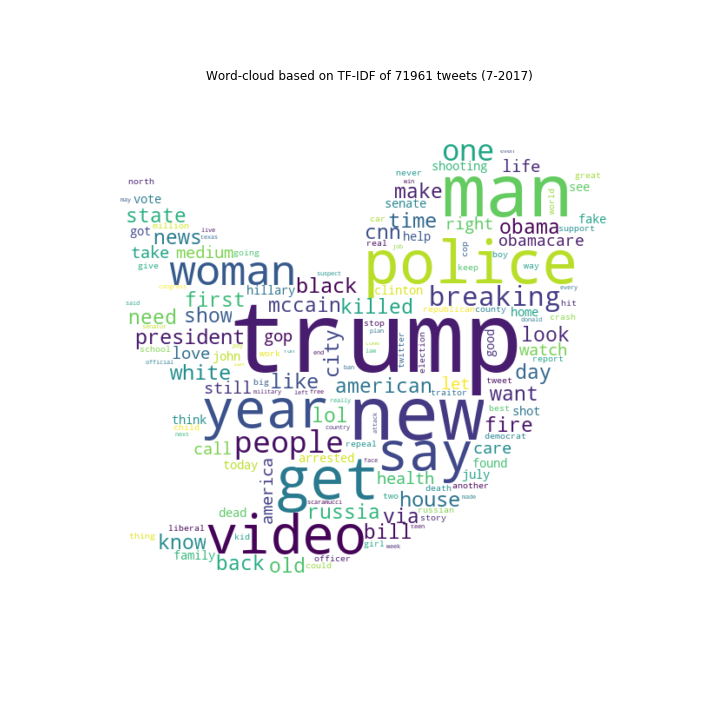 Word-cloud based on TF-IDF of 71961 tweets (7-2017)
one
shooting life
never great
north win man see
make world
senate
may vote
state million car time right obama fake
got news live texas cnn help support
real cop obamacare
take medium going job boy
give woman suspect police keep way
hillary black clinton every
said first mccain killed breaking hit
need show republican county home
trump donald
president gop city stop plan twitter election good look
school love john work end watch
official white big like american let tweet report day
still military left free ban traitor best want
year really new shot
think lol country attack say fire
child people repeal democrat
next call get face care
today america arrested health found
two july
dead scaramucci death another
russia house made
liberal video via russian story
thing know kid bill teen
family officer girl week
back old could